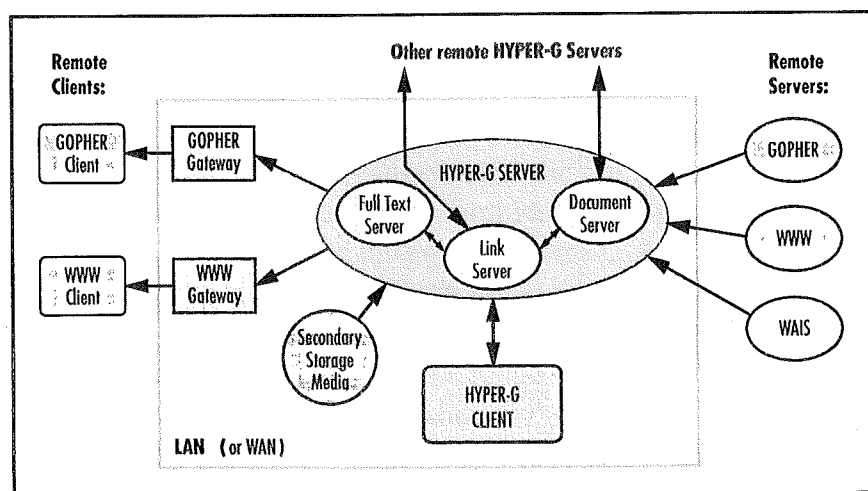 Other remote HYPER-G Servers
Remote
Clients:
Remote
Servers:
GOPHER
Client
GOPHER
Gateway
HYPER-G SERVER
GOPHER
Full Text
Server
Document
Server
Link
Server
WWW
WWW
Client
WWW
Gateway
Secondary
Storage
Media
WAIS
HYPER-G
CLIENT
LAN (or WAN)